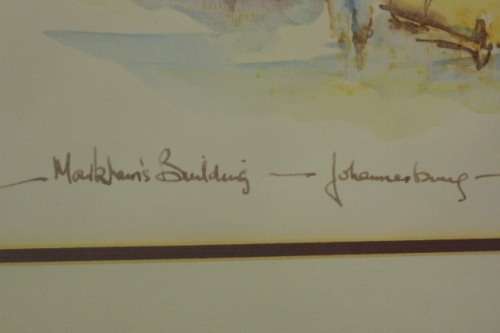 — Markham's Building — Johannesburg —